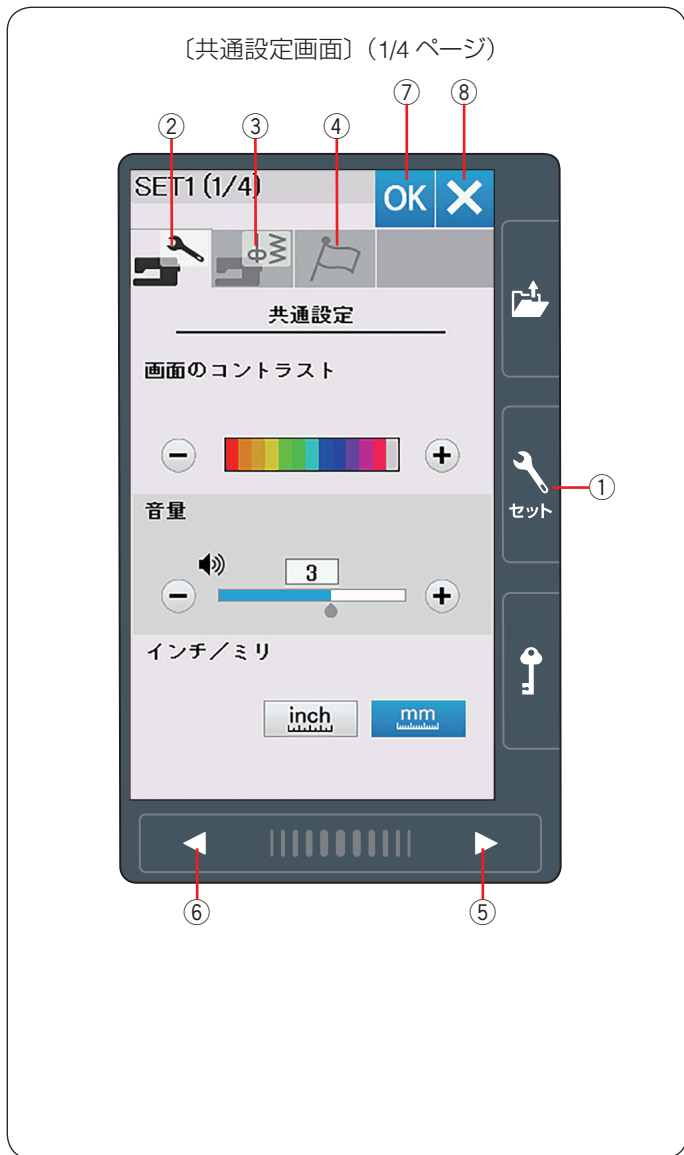 〔共通設定画面〕（1/4 ページ）
⑦ ⑧
② ③ ④
SET1 (1/4)
OK
共通設定
画面のコントラスト
①
セット
音量
3
インチ／ミリ
inch
mm
⑥ ⑤